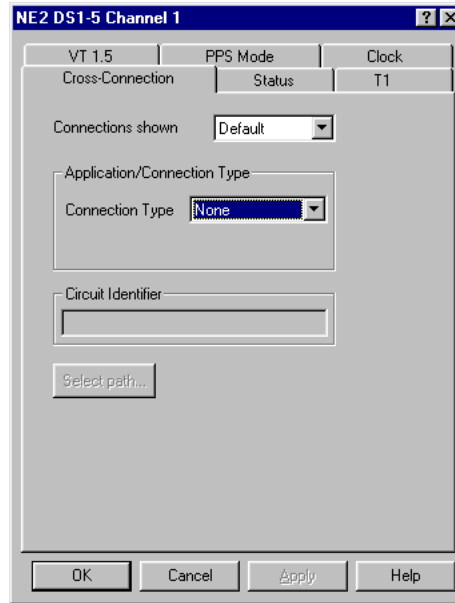 NE2 DS1-5 Channel 1
VT 1.5 PPS Mode Clock
Cross-Connection Status T1
Connections shown Default
Application/Connection Type
Connection Type None
Circuit Identifier
Select path...
OK Cancel Apply Help